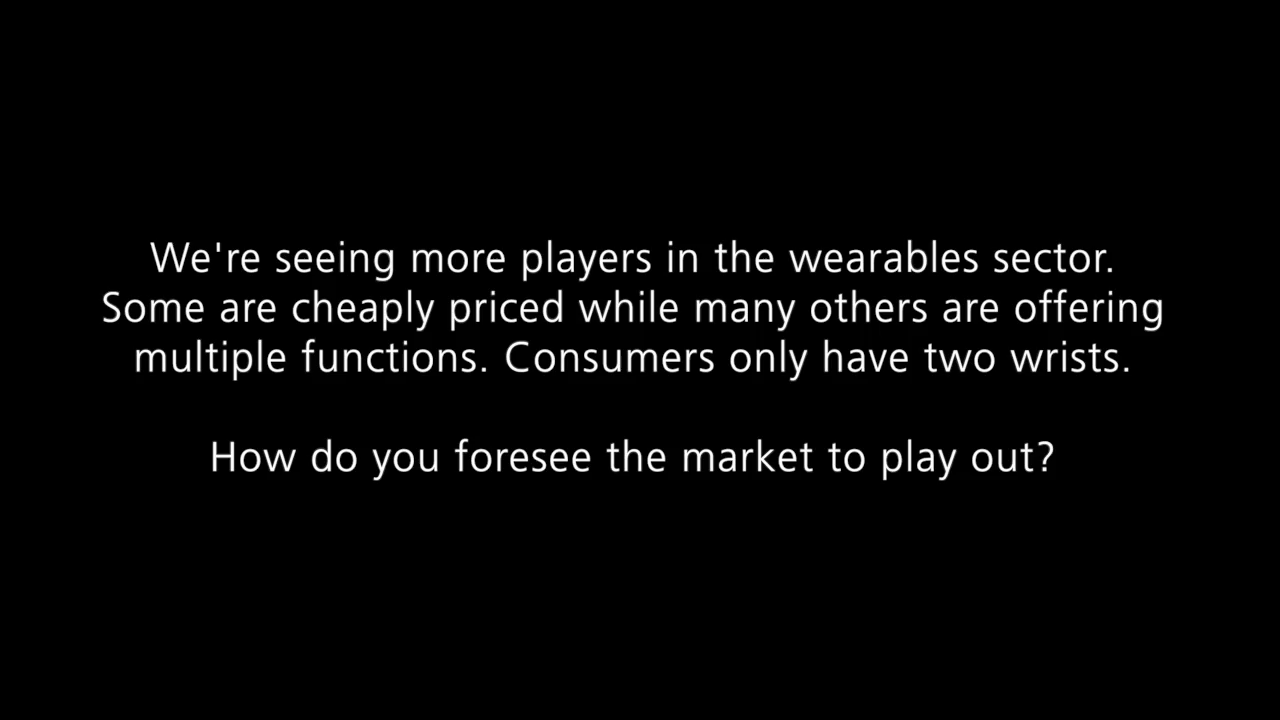 We're seeing more players in the wearables sector.
Some are cheaply priced while many others are offering
multiple functions. Consumers only have two wrists.
How do you foresee the market to play out?